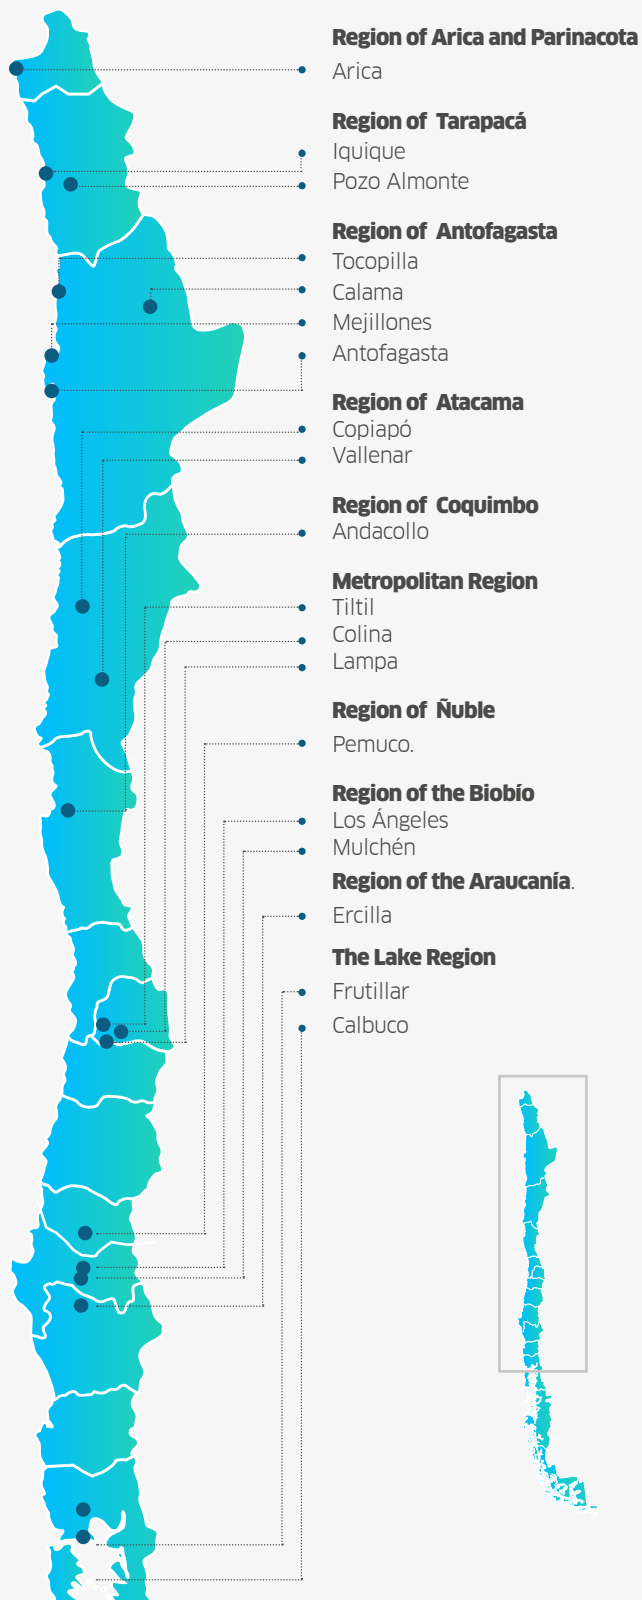 Region of Arica and Parinacota
Arica
Region of Tarapacá
Iquique
Pozo Almonte
Region of Antofagasta
Tocopilla
Calama
Mejillones
Antofagasta
Region of Atacama
Copiapó
Vallenar
Region of Coquimbo
Andacollo
Metropolitan Region
Tiltil
Colina
Lampa
Region of Ñuble
Pemuco.
Region of the Biobío
Los Ángeles
Mulchén
Region of the Araucanía.
Ercilla
The Lake Region
Frutillar
Calbuco